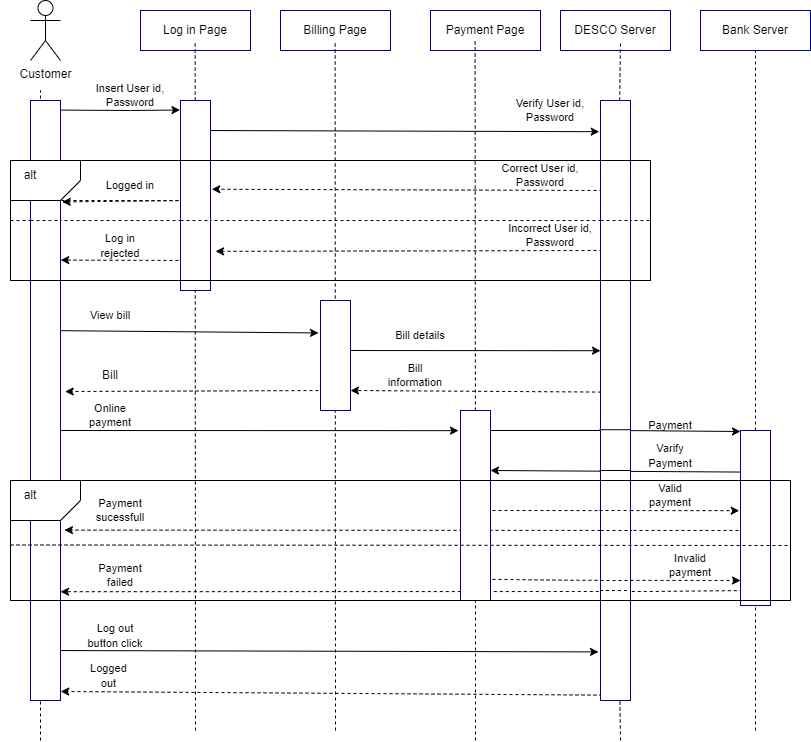 Customer
Log in Page
Billing Page
Payment Page
DESCO Server
Bank Server
Insert User id,
Password
Verify User id,
Password
alt
Correct User id,
Password
Logged in
Incorrect User id,
Password
Log in
rejected
View bill
Bill details
Bill
information
Bill
Online
payment
Payment
Varify
Payment
alt
Valid
payment
Payment
sucessfull
Invalid
payment
Payment
failed
Log out
button click
Logged
out